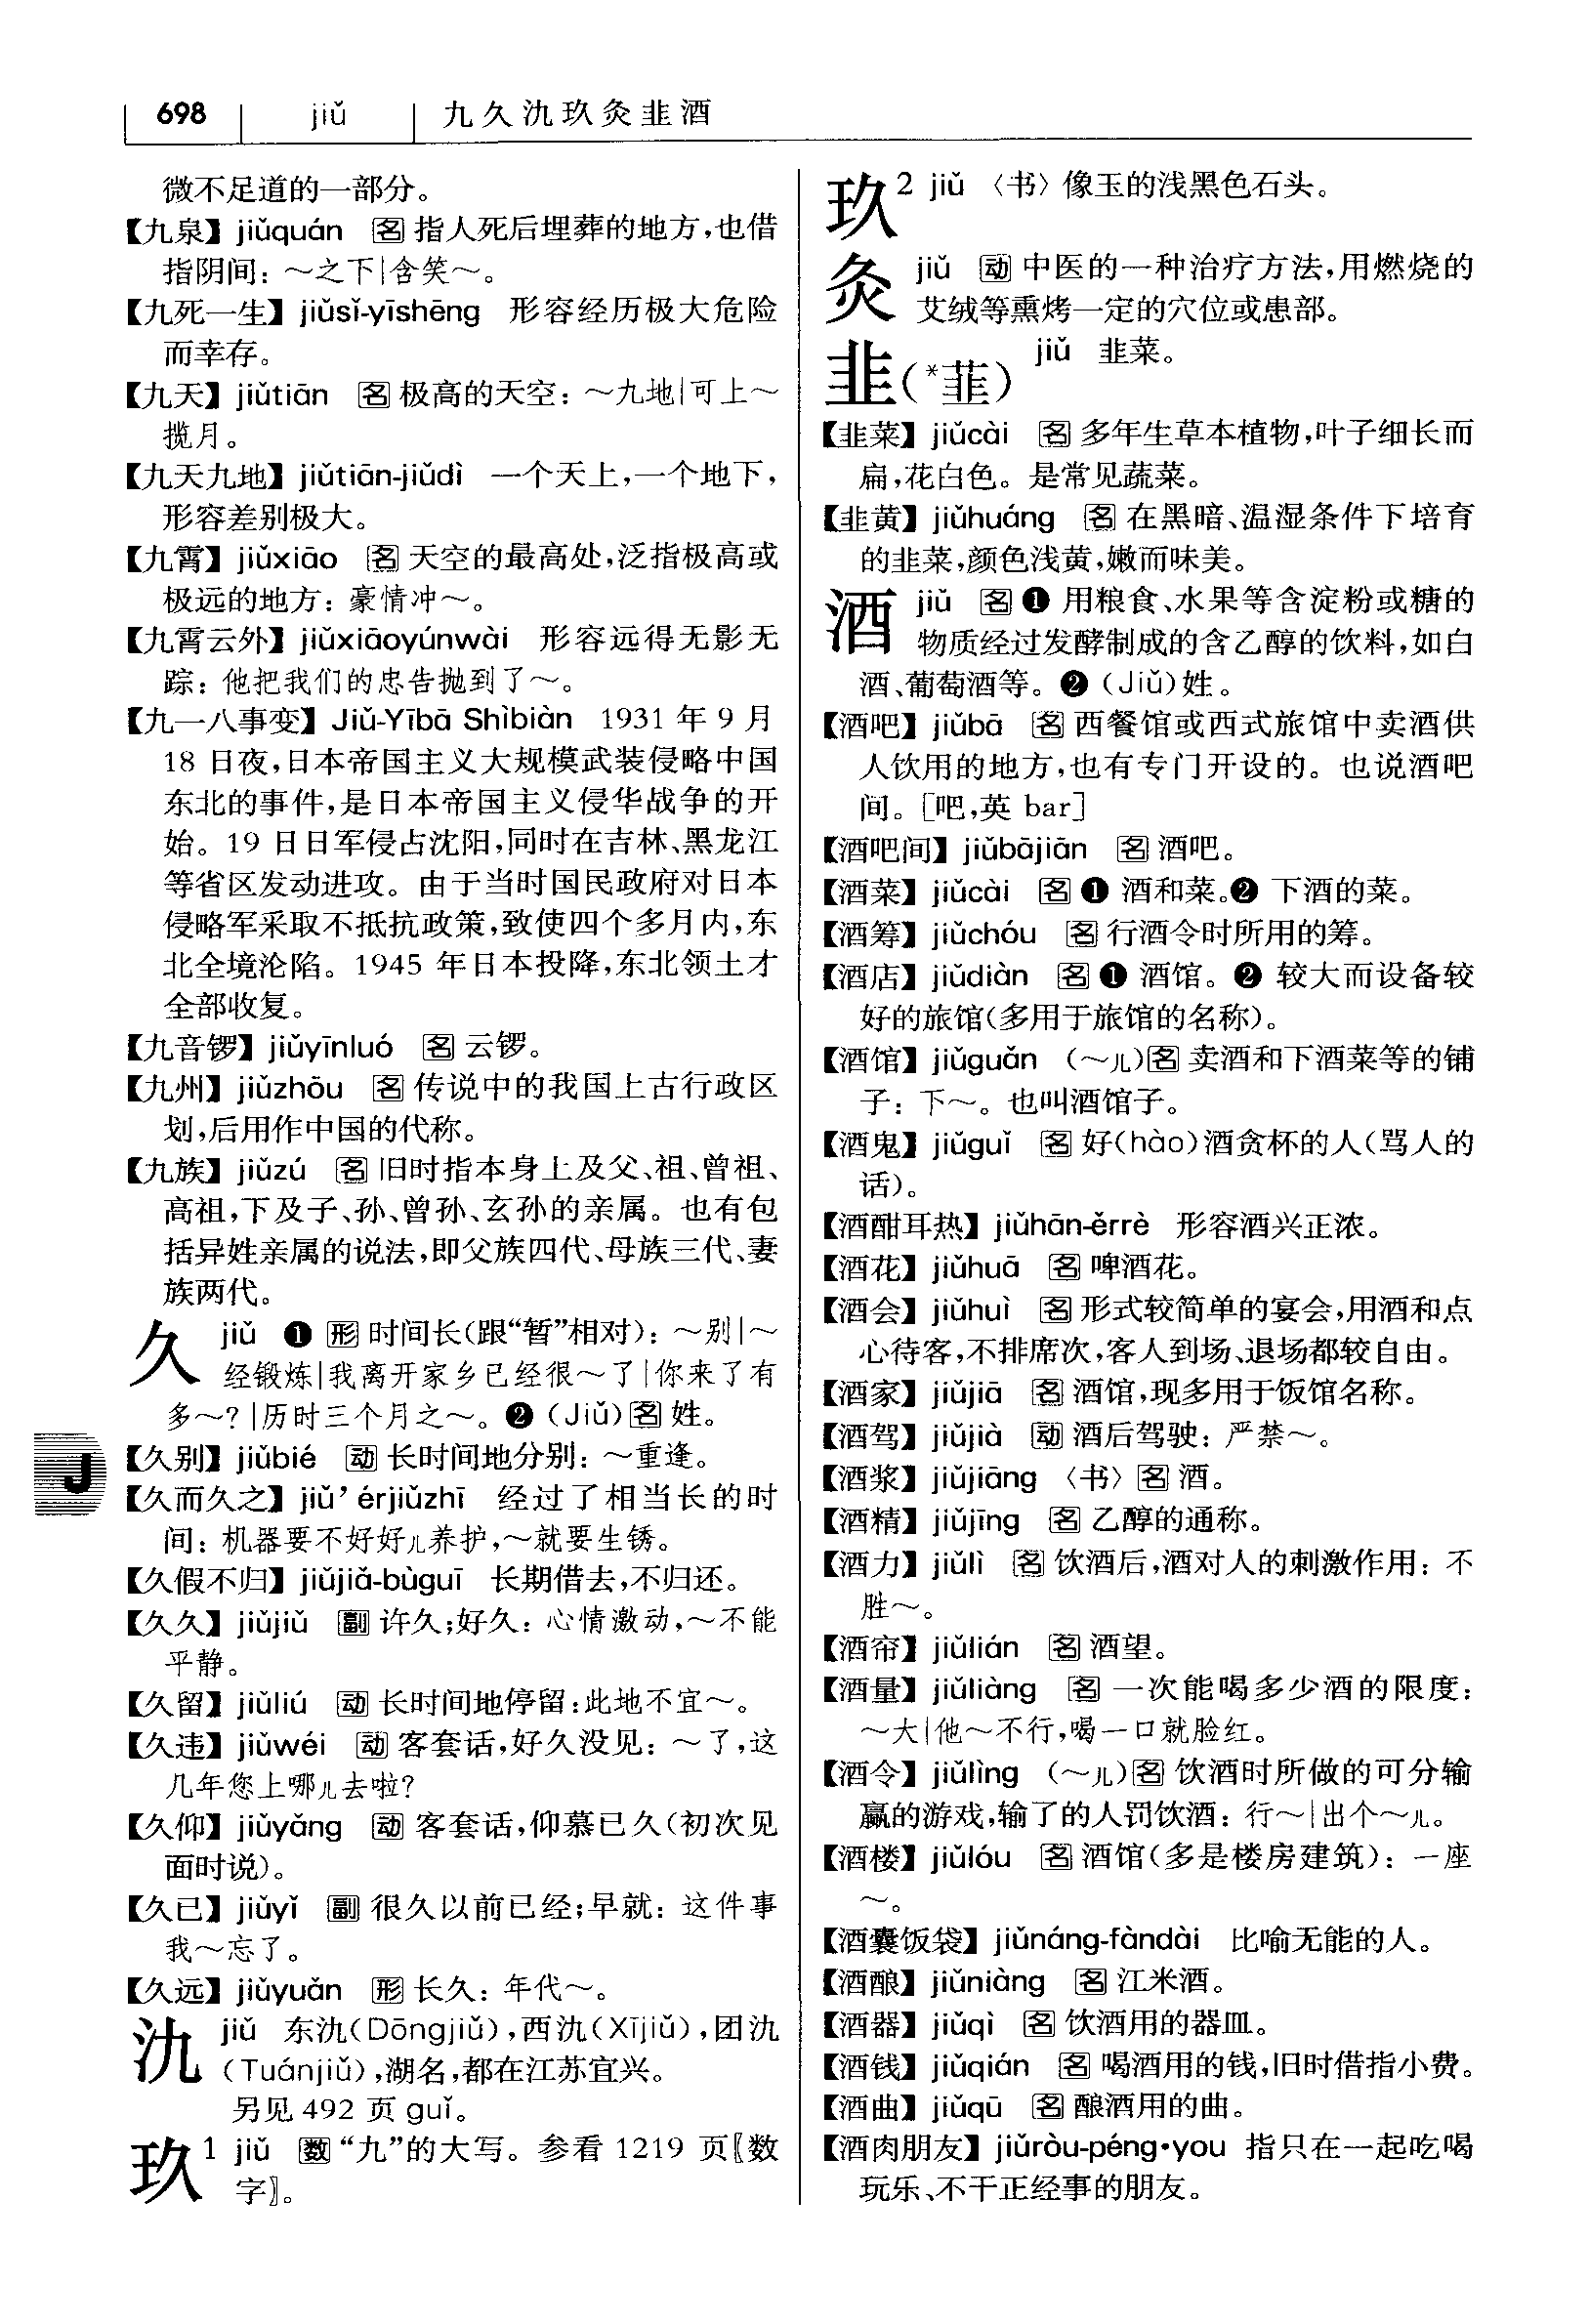 698 jiǔ 九久氿玖灸韭酒
微不足道的一部分。
【九泉】jiǔquán 名 指人死后埋葬的地方,也借
指阴间: ～之下|含笑～。
【九死一生】jiǔsǐ-yīshēng 形容经历极大危险
而幸存。
【九天】jiǔtiān 名 极高的天空: ～九地|可上～
揽月。
【九天九地】jiǔtiān-jiǔdì 一个天上,一个地下,
形容差别极大。
【九霄】jiǔxiāo 名 天空的最高处,泛指极高或
极远的地方: 豪情冲～。
【九霄云外】jiǔxiāoyúnwài 形容远得无影无
踪: 他把我们的忠告抛到了～。
【九一八事变】Jiǔ-Yībā Shìbiàn 1931 年 9 月
18 日夜,日本帝国主义大规模武装侵略中国
东北的事件,是日本帝国主义侵华战争的开
始。19 日日军侵占沈阳,同时在吉林、黑龙江
等省区发动进攻。由于当时国民政府对日本
侵略军采取不抵抗政策,致使四个多月内,东
北全境沦陷。1945 年日本投降,东北领土才
全部收复。
【九音锣】jiǔyīnluó 名 云锣。
【九州】jiǔzhōu 名 传说中的我国上古行政区
划,后用作中国的代称。
【九族】jiǔzú 名 旧时指本身上及父、祖、曾祖、
高祖,下及子、孙、曾孙、玄孙的亲属。也有包
括异姓亲属的说法,即父族四代、母族三代、妻
族两代。
久 jiǔ ❶ 形 时间长(跟“暂”相对): ～别|～
经锻炼|我离开家乡已经很～了|你来了有
多～?|历时三个月之～。❷ (Jiǔ) 名 姓。
【久别】jiǔbié 动 长时间地分别: ～重逢。
【久而久之】jiǔ’érjiǔzhī 经过了相当长的时
间: 机器要不好好儿养护,～就要生锈。
【久假不归】jiǔjiǎ-bùguī 长期借去,不归还。
【久久】jiǔjiǔ 副 许久;好久: 心情激动,～不能
平静。
【久留】jiǔliú 动 长时间地停留:此地不宜～。
【久违】jiǔwéi 动 客套话,好久没见: ～了,这
几年您上哪儿去啦?
【久仰】jiǔyǎng 动 客套话,仰慕已久(初次见
面时说)。
【久已】jiǔyǐ 副 很久以前已经;早就: 这件事
我～忘了。
【久远】jiǔyuǎn 形 长久: 年代～。
氿 jiǔ 东氿(Dōngjiǔ),西氿(Xījiǔ),团氿
(Tuánjiǔ),湖名,都在江苏宜兴。
另见 492 页 guǐ。
玖1 jiǔ 数 “九”的大写。参看 1219 页〖数
字〗。
J
玖2 jiǔ 〈书〉像玉的浅黑色石头。
灸 jiǔ 动 中医的一种治疗方法,用燃烧的
艾绒等熏烤一定的穴位或患部。
韭(*韮) jiǔ 韭菜。
【韭菜】jiǔcài 名 多年生草本植物,叶子细长而
扁,花白色。是常见蔬菜。
【韭黄】jiǔhuáng 名 在黑暗、温湿条件下培育
的韭菜,颜色浅黄,嫩而味美。
酒 jiǔ 名 ❶ 用粮食、水果等含淀粉或糖的
物质经过发酵制成的含乙醇的饮料,如白
酒、葡萄酒等。❷ (Jiǔ)姓。
【酒吧】jiǔbā 名 西餐馆或西式旅馆中卖酒供
人饮用的地方,也有专门开设的。也说酒吧
间。[吧,英 bar]
【酒吧间】jiǔbājiān 名 酒吧。
【酒菜】jiǔcài 名 ❶ 酒和菜。❷ 下酒的菜。
【酒筹】jiǔchóu 名 行酒令时所用的筹。
【酒店】jiǔdiàn 名 ❶ 酒馆。❷ 较大而设备较
好的旅馆(多用于旅馆的名称)。
【酒馆】jiǔguǎn (～儿) 名 卖酒和下酒菜等的铺
子: 下～。也叫酒馆子。
【酒鬼】jiǔguǐ 名 好(hào)酒贪杯的人(骂人的
话)。
【酒酣耳热】jiǔhān-ěrrè 形容酒兴正浓。
【酒花】jiǔhuā 名 啤酒花。
【酒会】jiǔhuì 名 形式较简单的宴会,用酒和点
心待客,不排席次,客人到场、退场都较自由。
【酒家】jiǔjiā 名 酒馆,现多用于饭馆名称。
【酒驾】jiǔjià 动 酒后驾驶: 严禁～。
【酒浆】jiǔjiāng 〈书〉 名 酒。
【酒精】jiǔjīng 名 乙醇的通称。
【酒力】jiǔlì 名 饮酒后,酒对人的刺激作用: 不
胜～。
【酒帘】jiǔlián 名 酒望。
【酒量】jiǔliàng 名 一次能喝多少酒的限度:
～大|他～不行,喝一口就脸红。
【酒令】jiǔlìng (～儿) 名 饮酒时所做的可分输
赢的游戏,输了的人罚饮酒: 行～|出个～儿。
【酒楼】jiǔlóu 名 酒馆(多是楼房建筑): 一座
～。
【酒囊饭袋】jiǔnáng-fàndài 比喻无能的人。
【酒酿】jiǔniàng 名 江米酒。
【酒器】jiǔqì 名 饮酒用的器皿。
【酒钱】jiǔqián 名 喝酒用的钱,旧时借指小费。
【酒曲】jiǔqū 名 酿酒用的曲。
【酒肉朋友】jiǔròu-péng•you 指只在一起吃喝
玩乐、不干正经事的朋友。